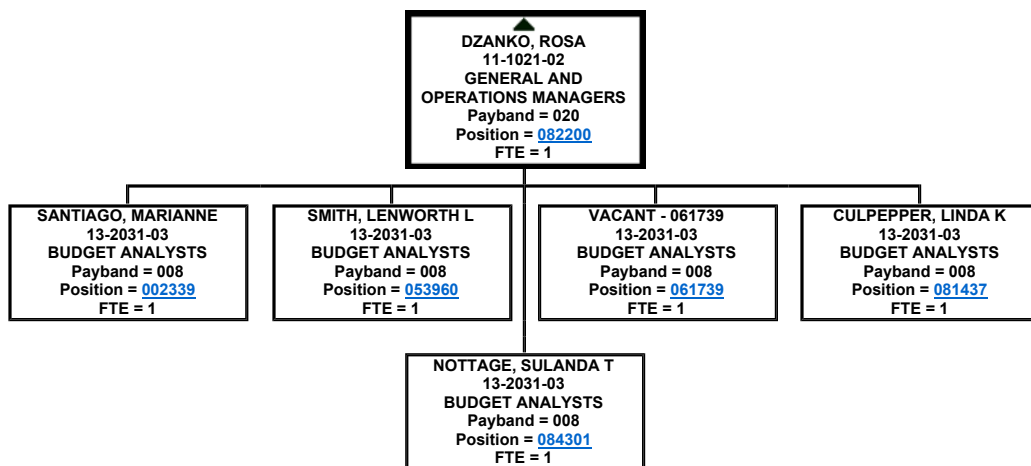 DZANKO, ROSA
11-1021-02
GENERAL AND
OPERATIONS MANAGERS
Payband = 020
Position = 082200
FTE = 1
SANTIAGO, MARIANNE
13-2031-03
BUDGET ANALYSTS
Payband = 008
Position = 002339
FTE = 1
SMITH, LENWORTH L
13-2031-03
BUDGET ANALYSTS
Payband = 008
Position = 053960
FTE = 1
VACANT - 061739
13-2031-03
BUDGET ANALYSTS
Payband = 008
Position = 061739
FTE = 1
CULPEPPER, LINDA K
13-2031-03
BUDGET ANALYSTS
Payband = 008
Position = 081437
FTE = 1
NOTTAGE, SULANDA T
13-2031-03
BUDGET ANALYSTS
Payband = 008
Position = 084301
FTE = 1